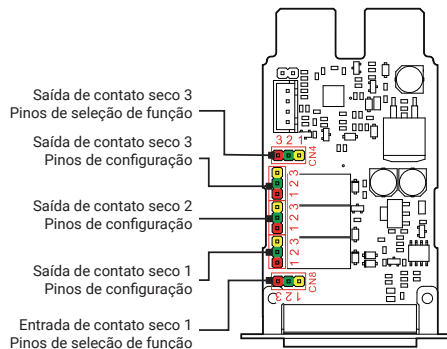 Saída de contato seco 3
Pinos de seleção de função
Saída de contato seco 3
Pinos de configuração
Saída de contato seco 2
Pinos de configuração
Saída de contato seco 1
Pinos de configuração
Entrada de contato seco 1
Pinos de seleção de função
3 2 1
CN4
1 2 3
1 2 3
1 2 3
CN8
1 2 3